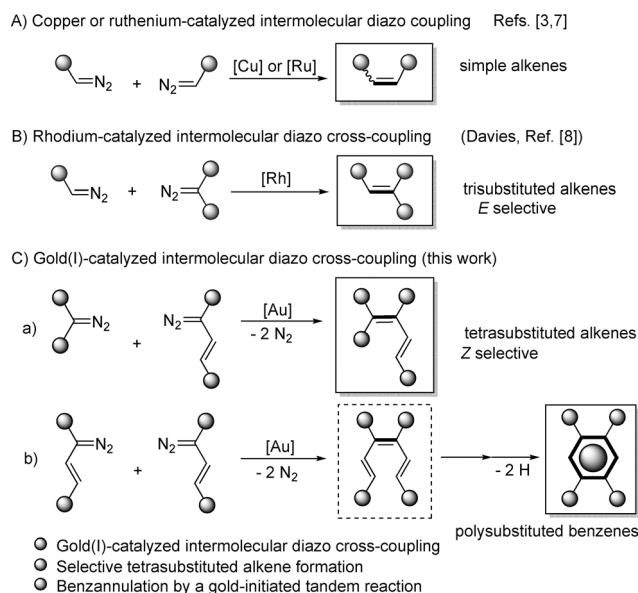 A) Copper or ruthenium-catalyzed intermolecular diazo coupling Refs. [3,7]
N2 + N2 [Cu] or [Ru] simple alkenes
B) Rhodium-catalyzed intermolecular diazo cross-coupling (Davies, Ref. [8])
N2 + N2 [Rh] trisubstituted alkenes
E selective
C) Gold(I)-catalyzed intermolecular diazo cross-coupling (this work)
a) N2 + N2 [Au] tetrasubstituted alkenes
- 2 N2 Z selective
b) N2 + N2 [Au]
- 2 N2 - 2 H
polysubstituted benzenes
Gold(I)-catalyzed intermolecular diazo cross-coupling
Selective tetrasubstituted alkene formation
Benzannulation by a gold-initiated tandem reaction